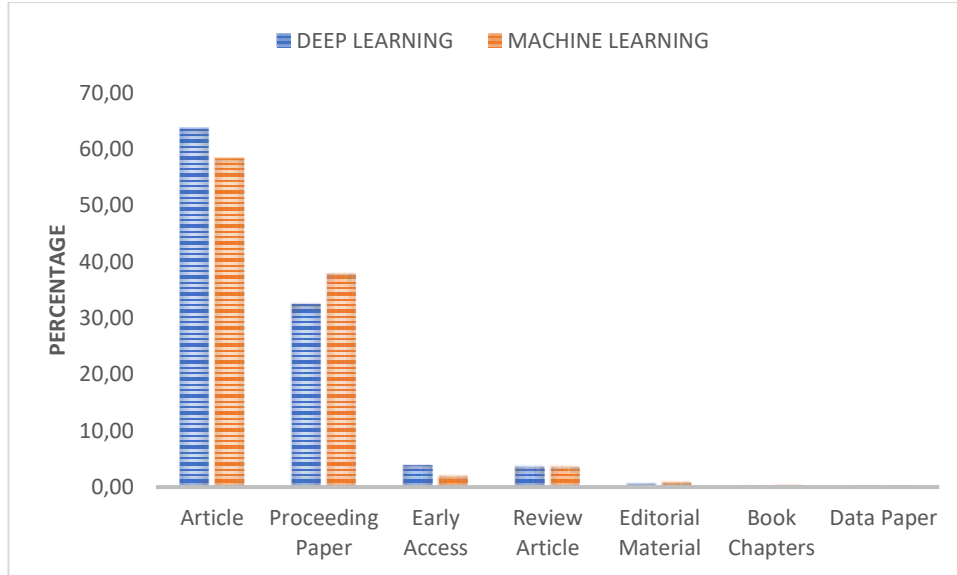 DEEP LEARNING MACHINE LEARNING
PERCENTAGE
70,00
60,00
50,00
40,00
30,00
20,00
10,00
0,00
Article Proceeding Early Review Editorial Book Data Paper
Paper Access Article Material Chapters